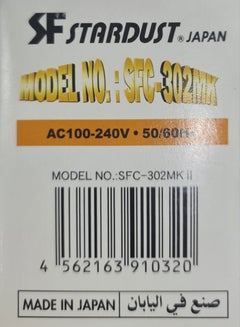 SF STARDUST® JAPAN
MODEL NO.: SFC-302MK
AC100-240V • 50/60Hz
MODEL NO.:SFC-302MK II
4 562163 910320
MADE IN JAPAN
صنع في اليابان